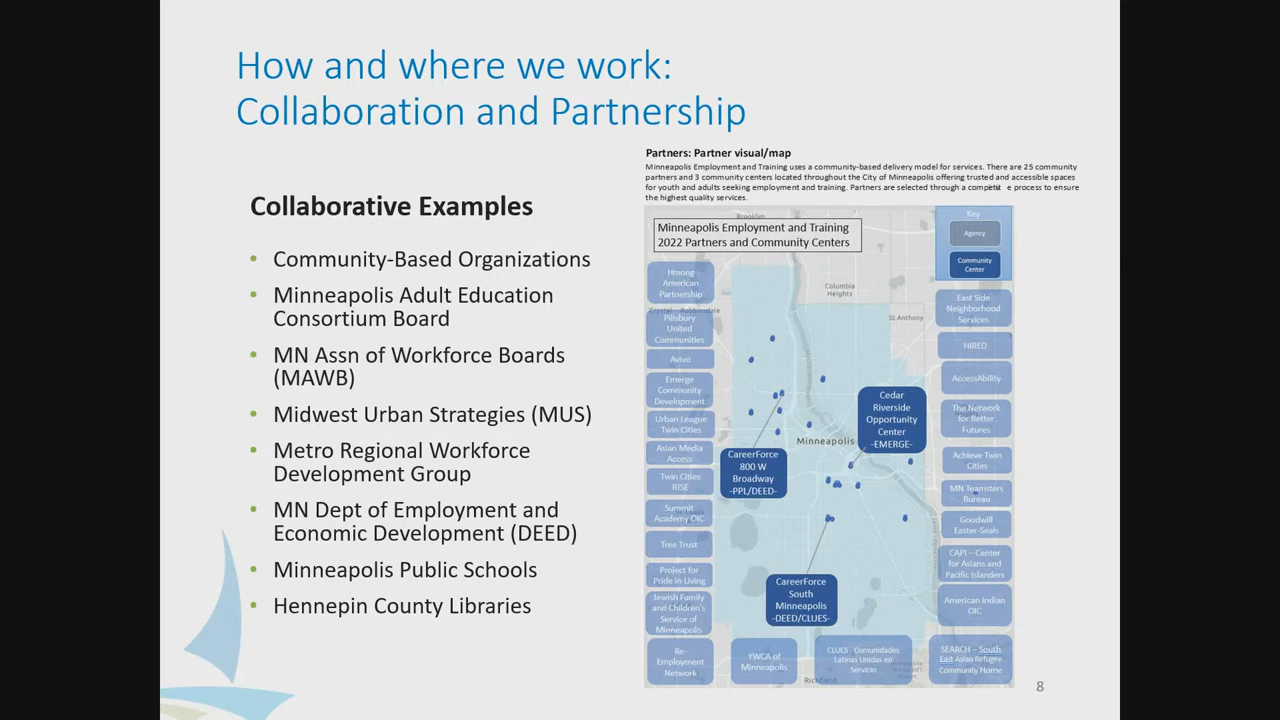 How and where we work:
Collaboration and Partnership
Collaborative Examples
• Community-Based Organizations
• Minneapolis Adult Education
Consortium Board
• MN Assn of Workforce Boards
(MAWB)
• Midwest Urban Strategies (MUS)
• Metro Regional Workforce
Development Group
• MN Dept of Employment and
Economic Development (DEED)
• Minneapolis Public Schools
• Hennepin County Libraries
Partners: Partner visual/map
Minneapolis Employment and Training uses a community-based delivery model for services. There are 25 community
partners and 3 community centers located throughout the City of Minneapolis offering trusted and accessible spaces
for youth and adults seeking employment and training. Partners are selected through a competitive process to ensure
the highest quality services.
Brooklyn
Minneapolis Employment and Training
2022 Partners and Community Centers
Key
Agency
Community
Center
Hmong
American
Partnership
Pillsbury
United
Communities
Avivo
Emerge
Community
Development
Urban League
Twin Cities
Asian Media
Access
Twin Cities
RISE
Summit
Academy OIC
Tree Trust
Project for
Pride in Living
Jewish Family
and Children's
Service of
Minneapolis
Re-
Employment
Network
Crystal
Robbinsdale
Columbia
Heights
St Anthony
Minneapolis
Cedar
Riverside
Opportunity
Center
-EMERGE-
CareerForce
800 W
Broadway
-PPL/DEED-
CareerForce
South
Minneapolis
-DEED/CLUES-
YWCA of
Minneapolis
CLUES - Comunidades
Latinas Unidas en
Servicio
Richfield
East Side
Neighborhood
Services
HIRED
AccessAbility
The Network
for Better
Futures
Achieve Twin
Cities
MN Teamsters
Bureau
Goodwill
Easter-Seals
CAPI – Center
for Asians and
Pacific Islanders
American Indian
OIC
SEARCH – South
East Asian Refugee
Community Home
8